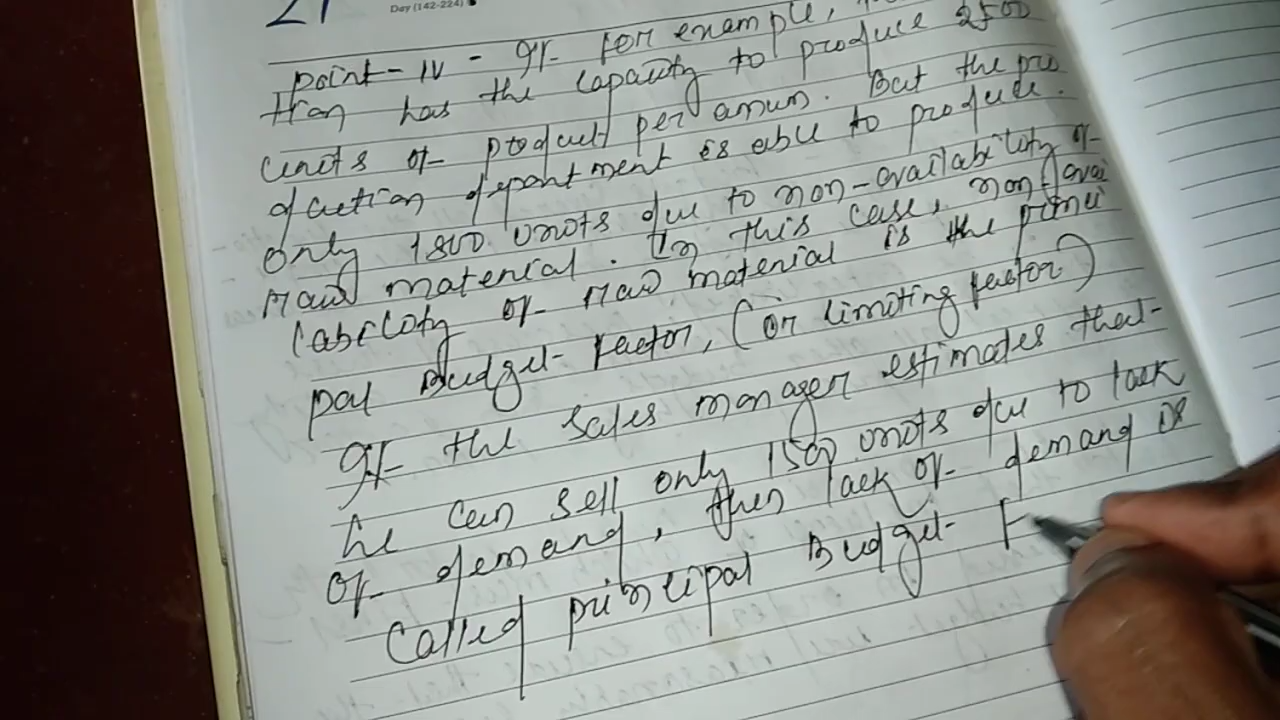 21
Day (142-224)
Point-IV - If for example,
tion has the capacity to produce 2500
units of product per annum. But the pro
duction department is able to produce.
only 1800 units due to non-availability of
raw material. In this case, non avai
lability of raw material is the princi
pal Budget factor, (or limiting factor)
If the sales manager estimates that
he can sell only 1500 units due to lack
of demand, then lack of demand is
called principal Budget F